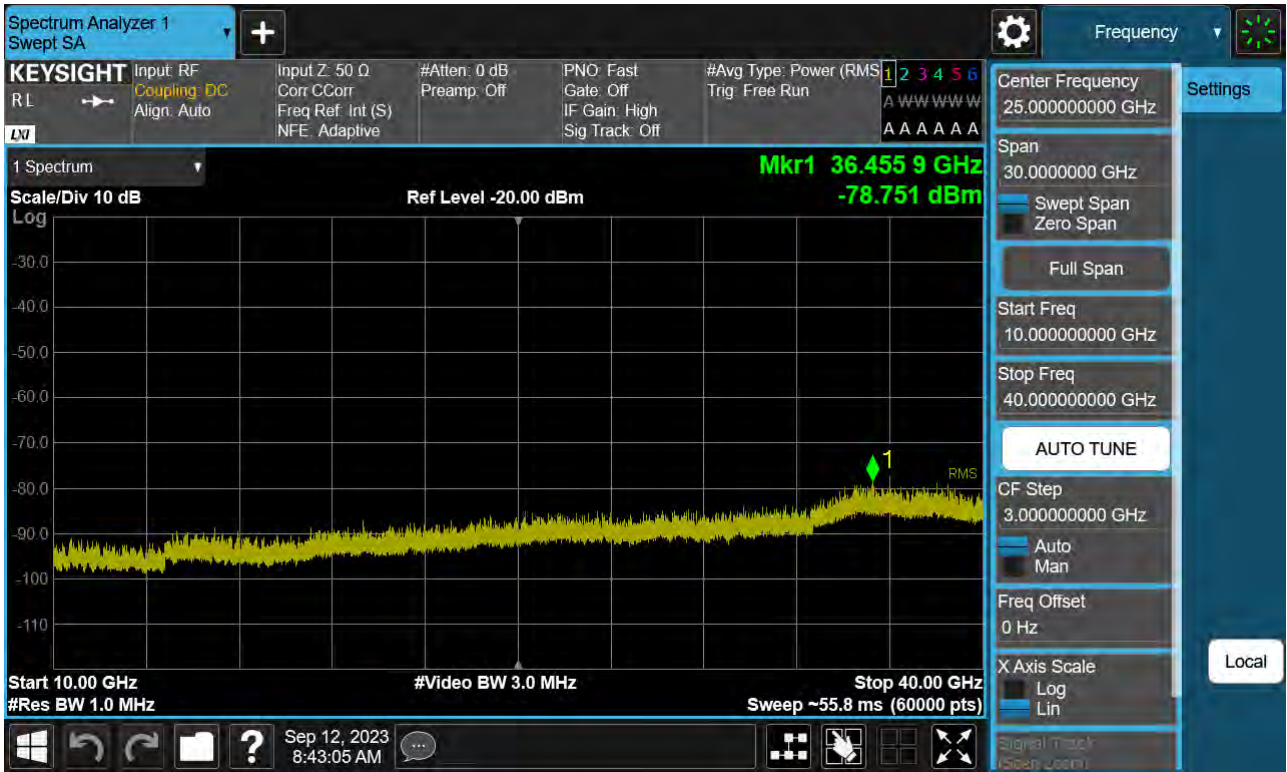 Spectrum Analyzer 1
Swept SA
+
Frequency
KEYSIGHT
RL
LXI
Input: RF
Coupling: DC
Align: Auto
Input Z: 50 Ω
Corr CCorr
Freq Ref: Int (S)
NFE: Adaptive
#Atten: 0 dB
Preamp: Off
PNO: Fast
Gate: Off
IF Gain: High
Sig Track: Off
#Avg Type: Power (RMS
Trig: Free Run
1 2 3 4 5 6
A W W W W W
A A A A A A
1 Spectrum
Scale/Div 10 dB
Log
Ref Level -20.00 dBm
Mkr1 36.455 9 GHz
-78.751 dBm
-30.0
-40.0
-50.0
-60.0
-70.0
-80.0
-90.0
-100
-110
1
RMS
Start 10.00 GHz
#Res BW 1.0 MHz
#Video BW 3.0 MHz
Stop 40.00 GHz
Sweep ~55.8 ms (60000 pts)
Center Frequency
25.000000000 GHz
Span
30.0000000 GHz
Swept Span
Zero Span
Full Span
Start Freq
10.000000000 GHz
Stop Freq
40.000000000 GHz
AUTO TUNE
CF Step
3.000000000 GHz
Auto
Man
Freq Offset
0 Hz
X Axis Scale
Log
Lin
Signal Track
(Span Zoom)
Settings
Local
?
Sep 12, 2023
8:43:05 AM